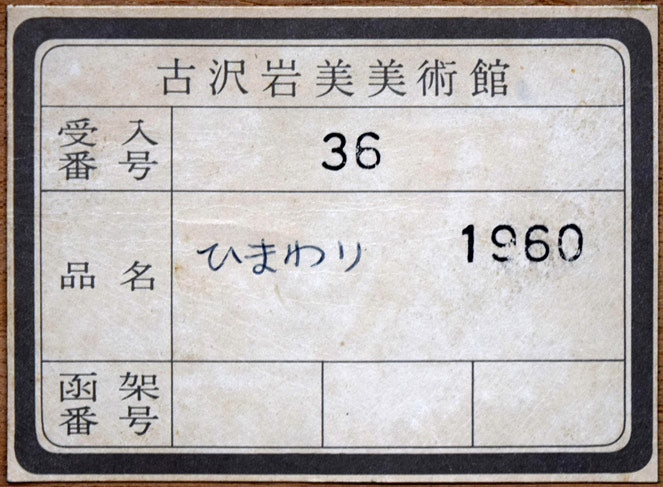 古沢岩美美術館
受入番号 36
品名 ひまわり 1960
函架番号